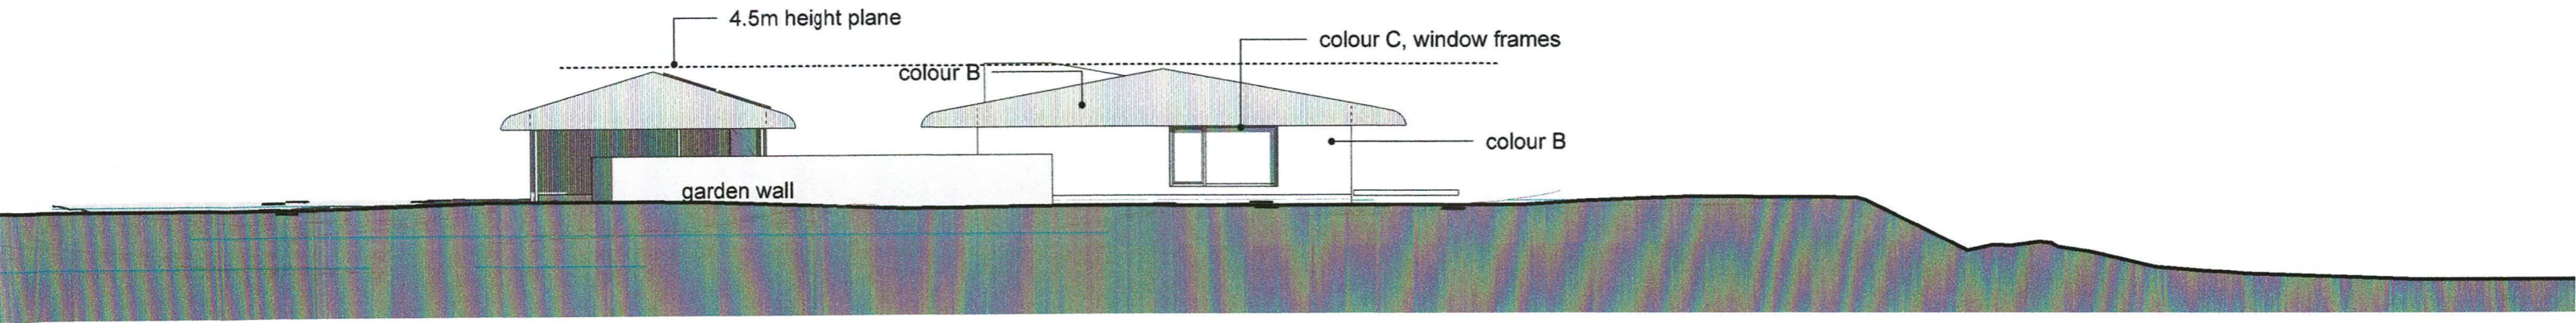 4.5m height plane
colour C, window frames
colour B
colour B
garden wall